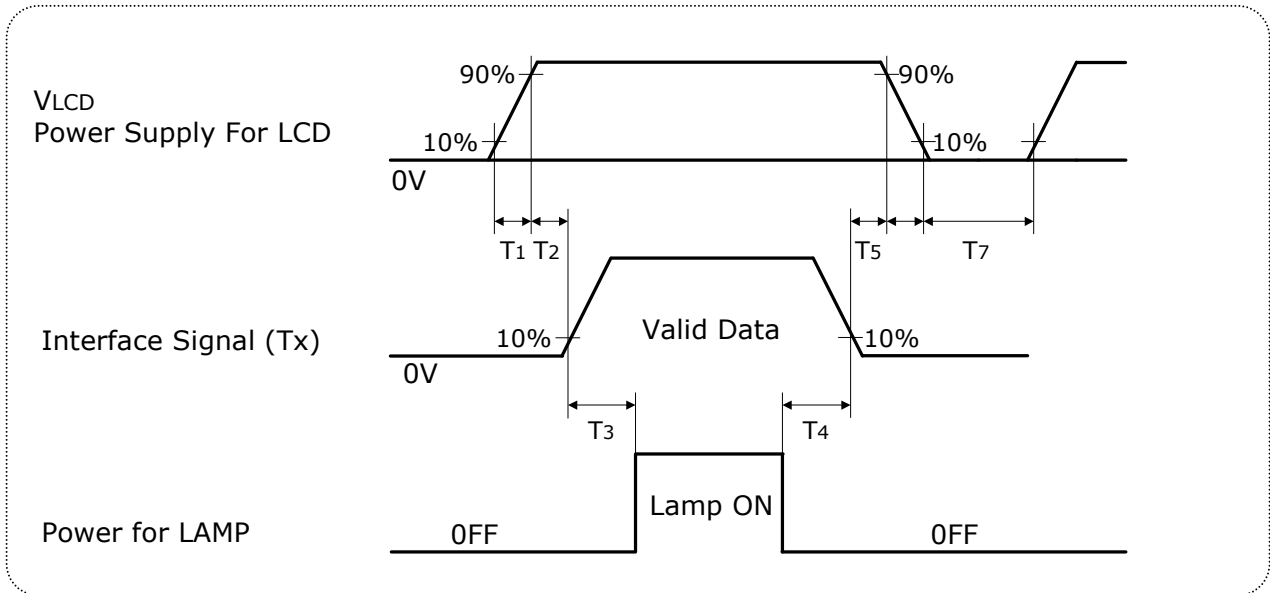 90%
90%
VLCD
Power Supply For LCD
10%
10%
0V
T1 T2
T5
T7
Valid Data
Interface Signal (Tx)
10%
10%
0V
T3
T4
Lamp ON
Power for LAMP
0FF
0FF